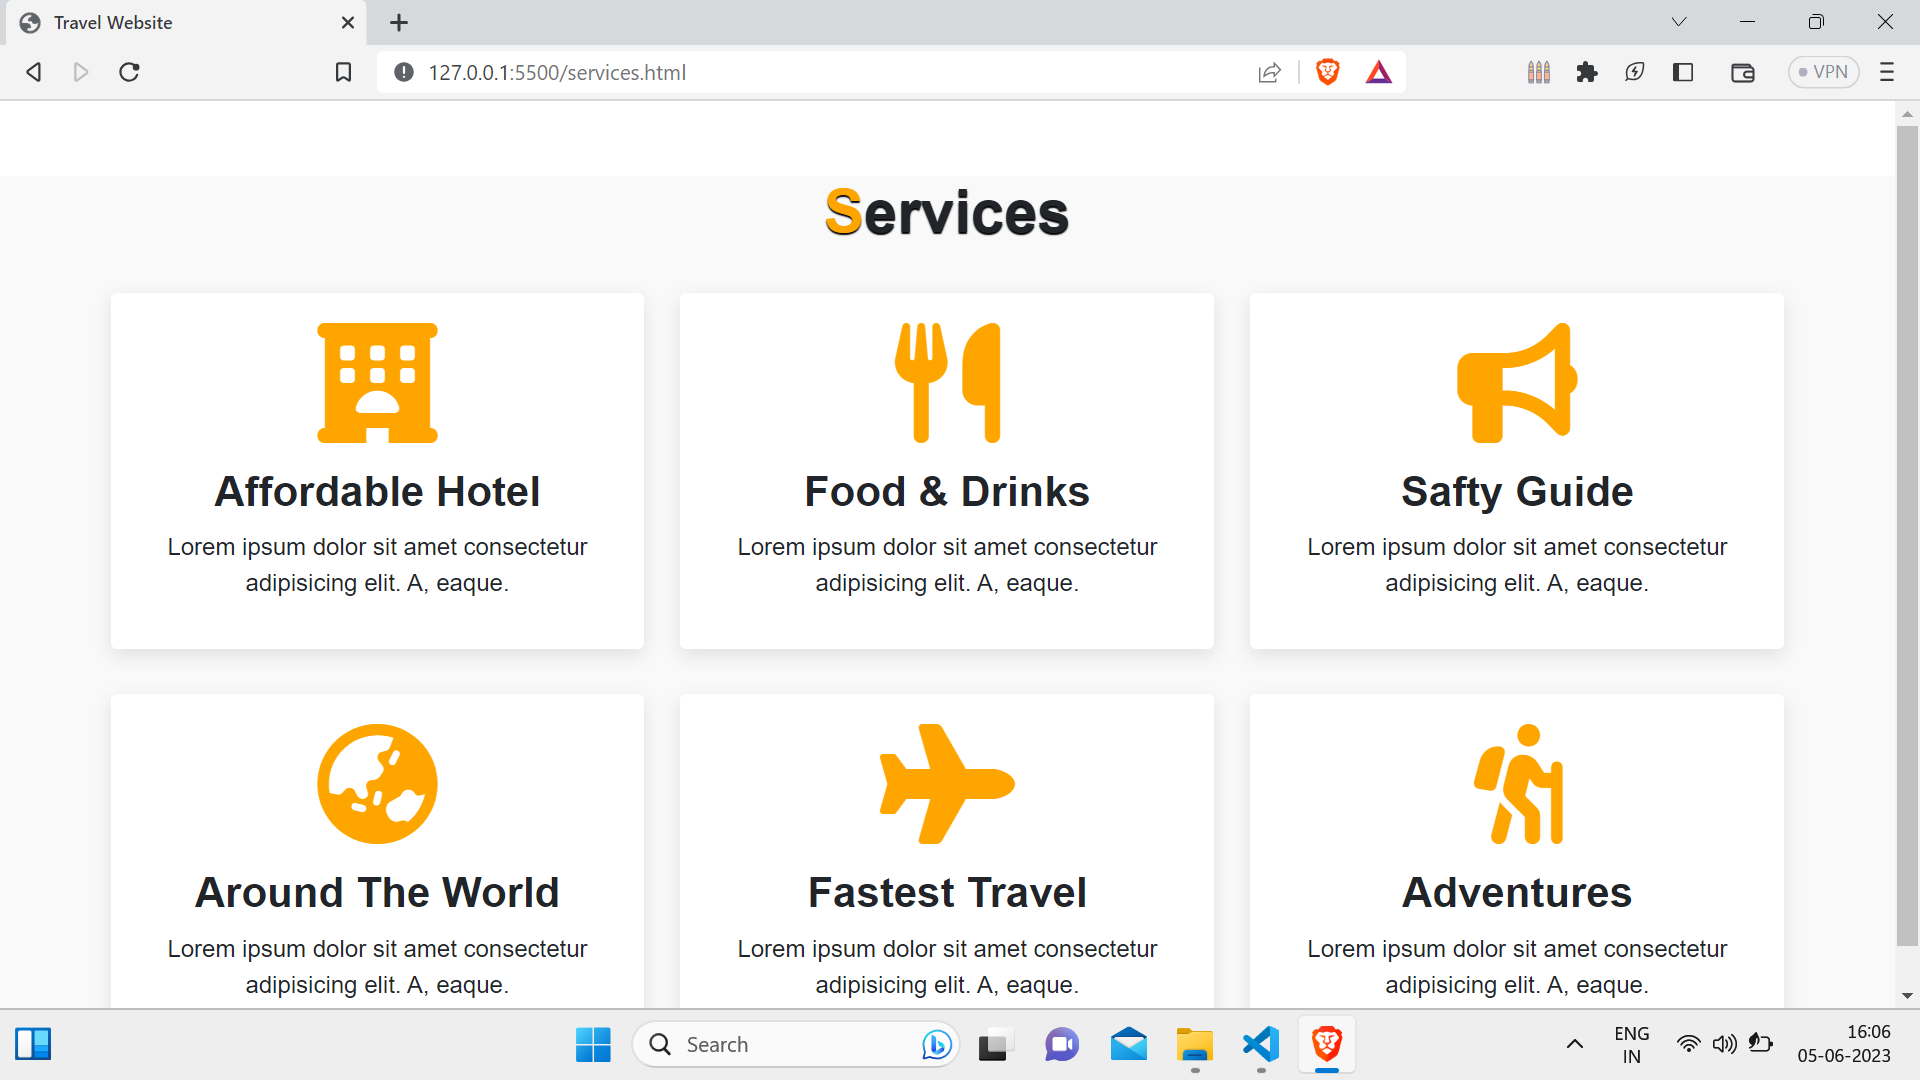 Travel Website
127.0.0.1:5500/services.html
VPN
Services
Affordable Hotel
Lorem ipsum dolor sit amet consectetur
adipisicing elit. A, eaque.
Food & Drinks
Lorem ipsum dolor sit amet consectetur
adipisicing elit. A, eaque.
Safty Guide
Lorem ipsum dolor sit amet consectetur
adipisicing elit. A, eaque.
Around The World
Lorem ipsum dolor sit amet consectetur
adipisicing elit. A, eaque.
Fastest Travel
Lorem ipsum dolor sit amet consectetur
adipisicing elit. A, eaque.
Adventures
Lorem ipsum dolor sit amet consectetur
adipisicing elit. A, eaque.
Search
ENG
IN
16:06
05-06-2023